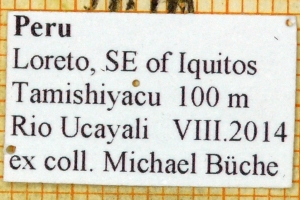 Peru
Loreto, SE of Iquitos
Tamishiyacu 100 m
Rio Ucayali VIII.2014
ex coll. Michael Büche